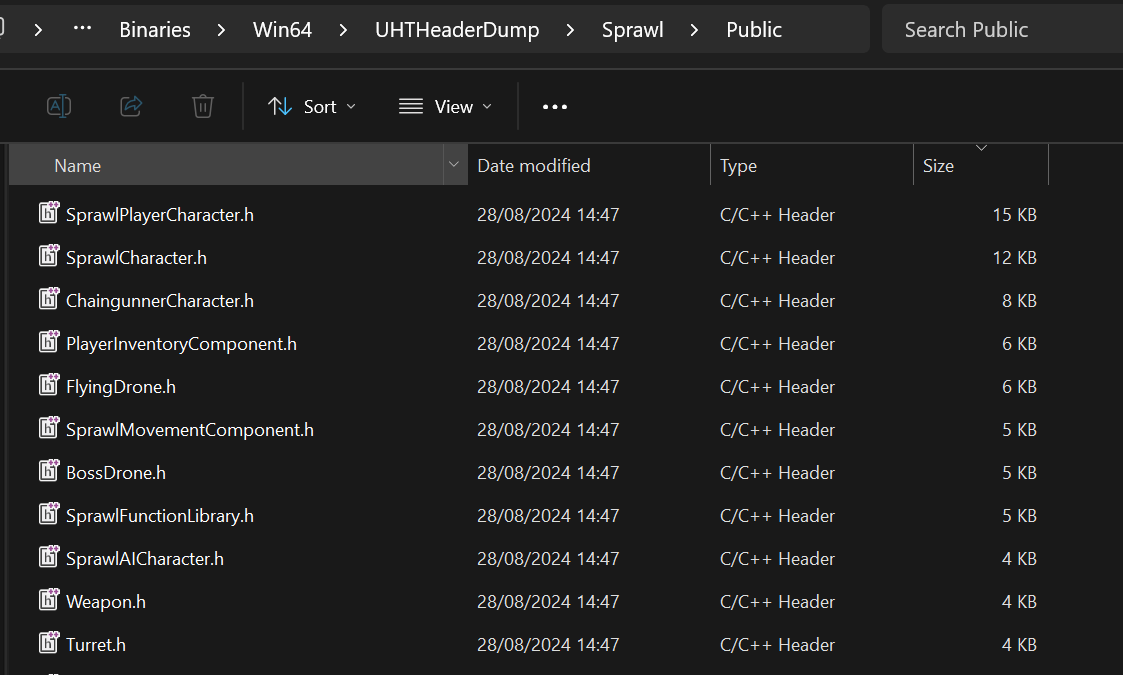 ··· Binaries > Win64 > UHTHeaderDump > Sprawl > Public Search Public
Sort View ···
Name Date modified Type Size
SprawlPlayerCharacter.h 28/08/2024 14:47 C/C++ Header 15 KB
SprawlCharacter.h 28/08/2024 14:47 C/C++ Header 12 KB
ChaingunnerCharacter.h 28/08/2024 14:47 C/C++ Header 8 KB
PlayerInventoryComponent.h 28/08/2024 14:47 C/C++ Header 6 KB
FlyingDrone.h 28/08/2024 14:47 C/C++ Header 6 KB
SprawlMovementComponent.h 28/08/2024 14:47 C/C++ Header 5 KB
BossDrone.h 28/08/2024 14:47 C/C++ Header 5 KB
SprawlFunctionLibrary.h 28/08/2024 14:47 C/C++ Header 5 KB
SprawlAICharacter.h 28/08/2024 14:47 C/C++ Header 4 KB
Weapon.h 28/08/2024 14:47 C/C++ Header 4 KB
Turret.h 28/08/2024 14:47 C/C++ Header 4 KB